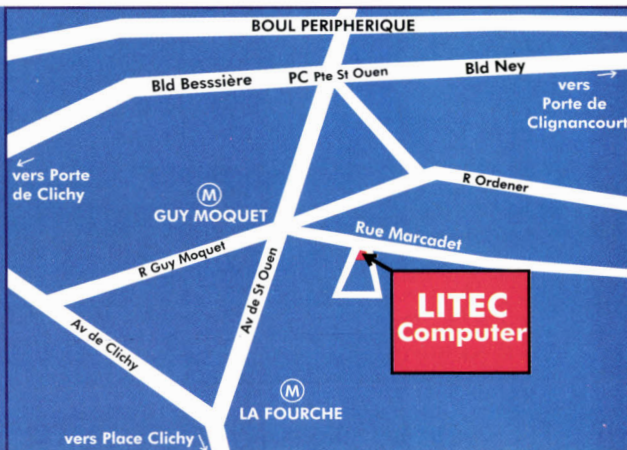 BOUL PERIPHERIQUE
Bld Besssière
PC Pte St Ouen
Bld Ney
vers
Porte de
Clignancourt
vers Porte
de Clichy
M
GUY MOQUET
R Ordener
Rue Marcadet
R Guy Moquet
Av de St Ouen
LITEC
Computer
Av de Clichy
M
LA FOURCHE
vers Place Clichy